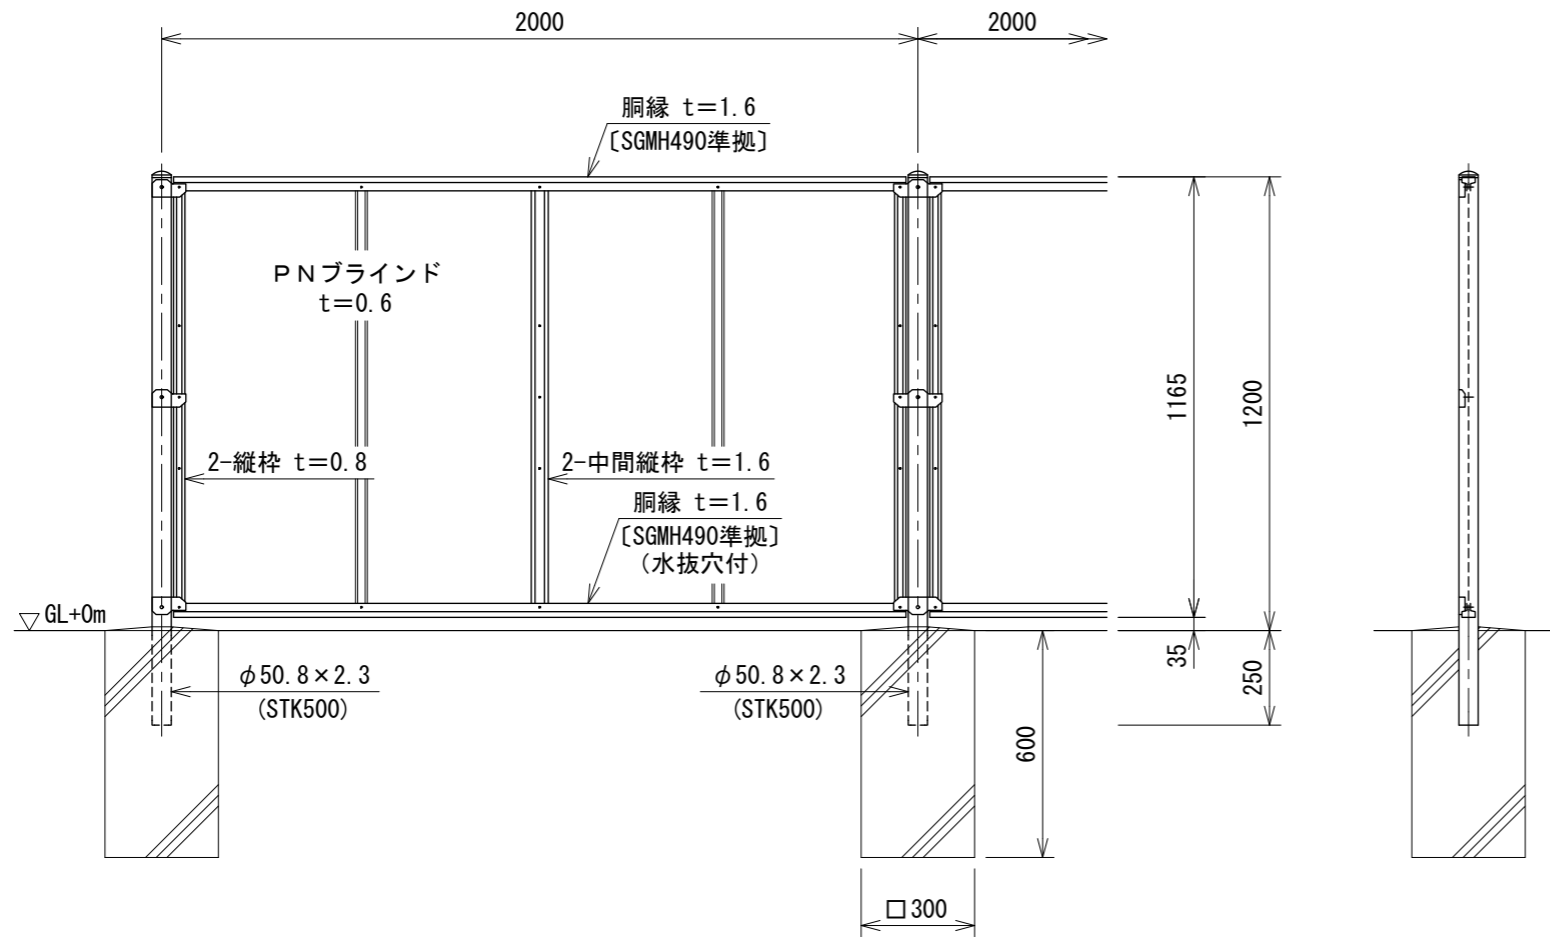 2000
2000
胴縁 t=1.6
〔SGMH490準拠〕
PNブラインド
t=0.6
1165
1200
2-縦枠 t=0.8
2-中間縦枠 t=1.6
胴縁 t=1.6
〔SGMH490準拠〕
(水抜穴付)
GL+0m
φ50.8×2.3
(STK500)
φ50.8×2.3
(STK500)
35
250
600
□300